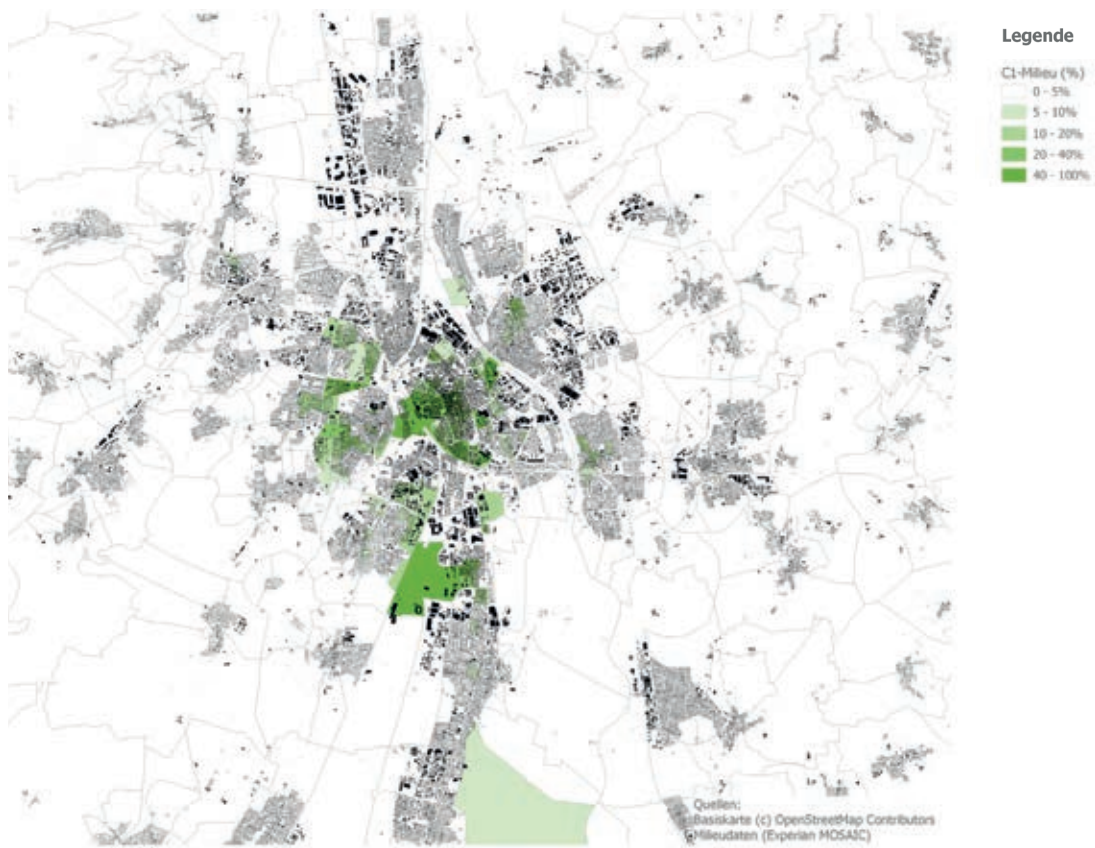 Legende
C1-Milieu (%)
0 - 5%
5 - 10%
10 - 20%
20 - 40%
40 - 100%
Quellen:
Basiskarte (c) OpenStreetMap Contributors
Milieudaten (Experian MOSAIC)